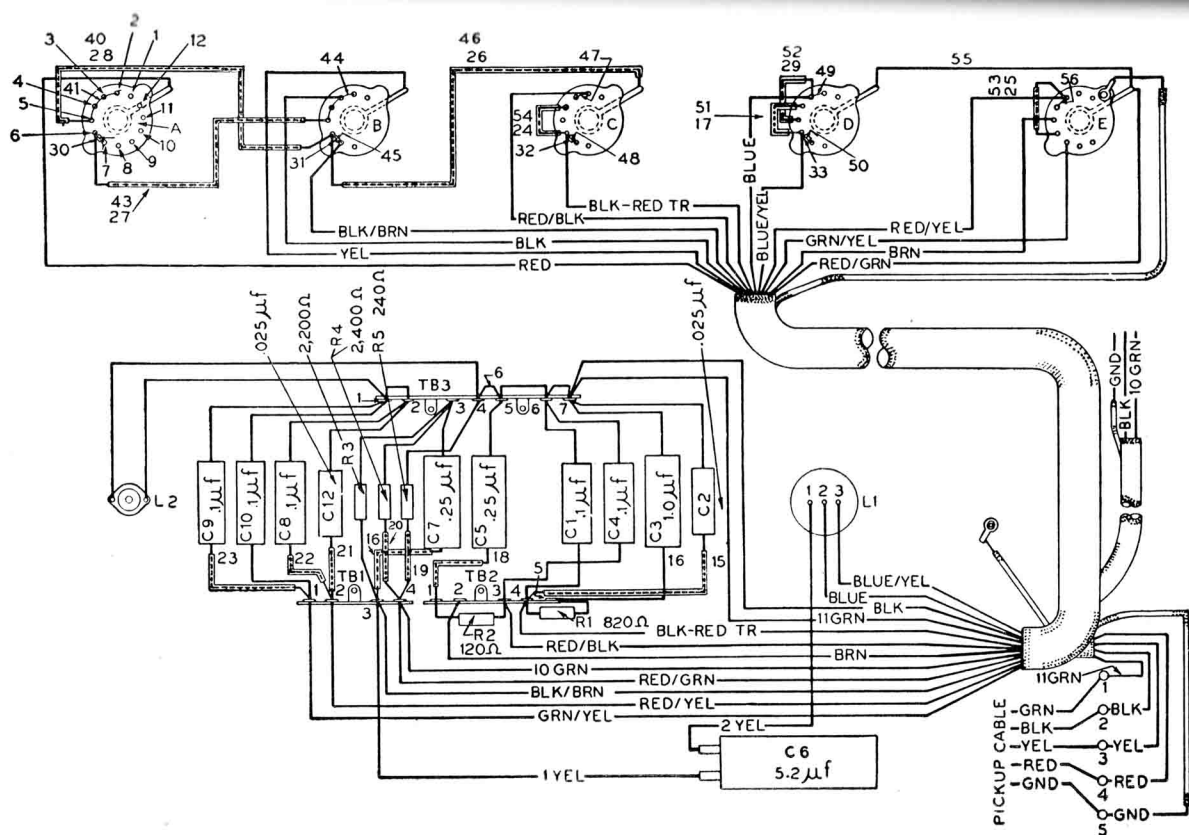 2
3
40
28
1
12
4
41
5
A
11
10
6
30
7
8
9
43
27
44
B
31
45
46
26
47
C
54
24
32
48
52
29
49
51
17
D
33
50
55
53
25
56
E
BLUE
BLUE/YEL
BLK-RED TR
RED/BLK
BLK/BRN
BLK
YEL
RED
RED/YEL
GRN/YEL
BRN
RED/GRN
.025µf
2,200Ω
R4
2,400Ω
R5 240Ω
.025µf
GND
BLK
10 GRN
6
1
TB3
2
3
4
5
6
7
R3
L2
C9 .1µf
C10 .1µf
C8 .1µf
C12
C7 .25µf
C5 .25µf
C1 .1µf
C4 .1µf
C3 1.0µf
C2
1 2 3
L1
23
22
21
16
20
19
18
16
15
1
2
TB1
3
4
1
2
TB2
3
4
5
R2
120Ω
R1 820Ω
BLUE/YEL
BLUE
BLK
11GRN
BLK-RED TR
RED/BLK
BRN
10 GRN
RED/GRN
BLK/BRN
RED/YEL
GRN/YEL
2 YEL
C6
5.2µf
1 YEL
11GRN
PICKUP CABLE
GRN
1
BLK
2
BLK
YEL
3
YEL
RED
4
RED
GND
5
GND